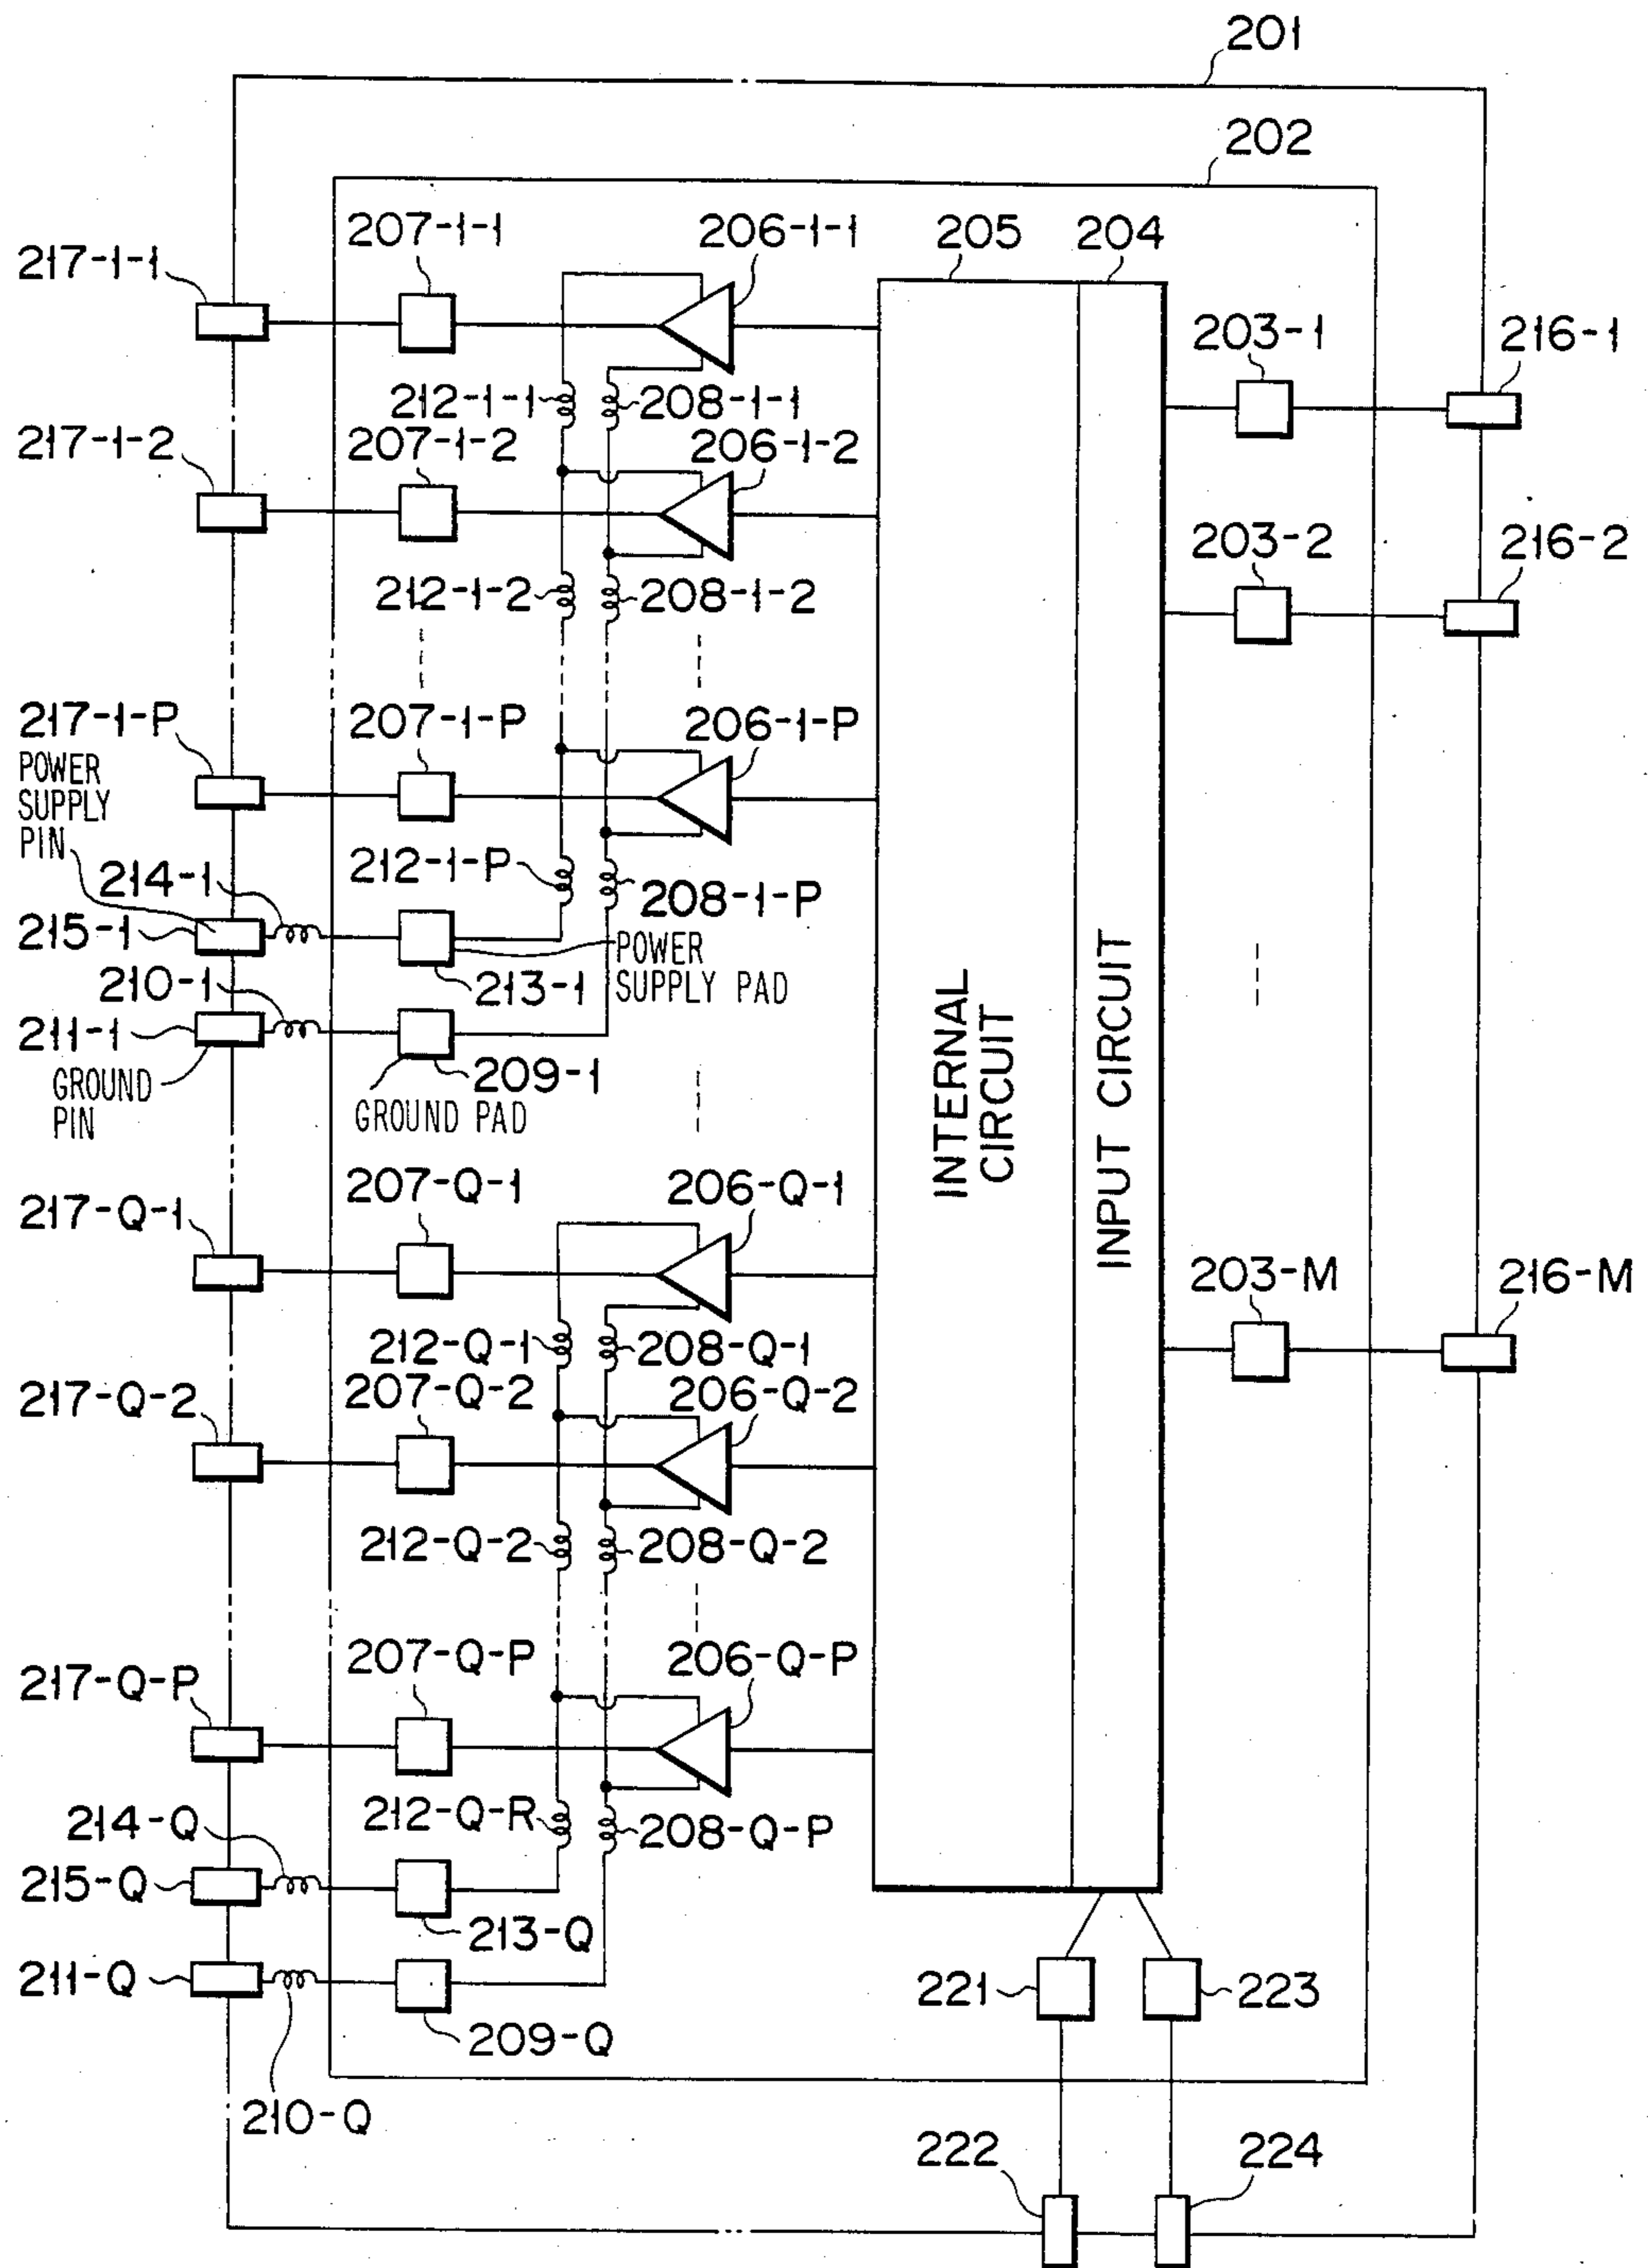 201
202
207-1-1
206-1-1
205
204
217-1-1
203-1
216-1
212-1-1
208-1-1
217-1-2
207-1-2
206-1-2
203-2
216-2
212-1-2
208-1-2
217-1-P
207-1-P
206-1-P
POWER
SUPPLY
PIN
212-1-P
208-1-P
214-1
215-1
POWER
SUPPLY PAD
213-1
210-1
211-1
209-1
GROUND
PIN
GROUND PAD
INTERNAL
CIRCUIT
INPUT CIRCUIT
207-Q-1
206-Q-1
217-Q-1
203-M
216-M
212-Q-1
208-Q-1
217-Q-2
207-Q-2
206-Q-2
212-Q-2
208-Q-2
217-Q-P
207-Q-P
206-Q-P
212-Q-R
208-Q-P
214-Q
215-Q
213-Q
211-Q
221
223
209-Q
210-Q
222
224